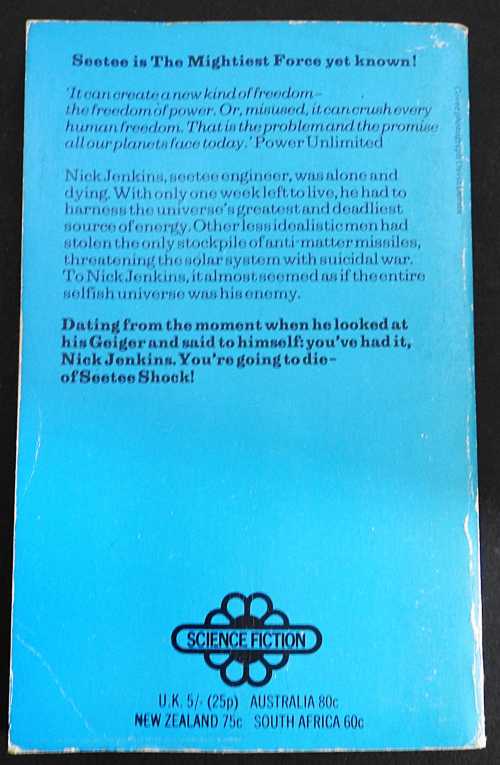 Seetee is The Mightiest Force yet known!
'It can create a new kind of freedom–
the freedom of power. Or, misused, it can crush every
human freedom. That is the problem and the promise
all our planets face today.' Power Unlimited
Nick Jenkins, seetee engineer, was alone and
dying. With only one week left to live, he had to
harness the universe's greatest and deadliest
source of energy. Other less idealistic men had
stolen the only stockpile of anti-matter missiles,
threatening the solar system with suicidal war.
To Nick Jenkins, it almost seemed as if the entire
selfish universe was his enemy.
Dating from the moment when he looked at
his Geiger and said to himself: you've had it,
Nick Jenkins. You're going to die–
of Seetee Shock!
SCIENCE FICTION
U.K. 5/- (25p) AUSTRALIA 80c
NEW ZEALAND 75c SOUTH AFRICA 60c